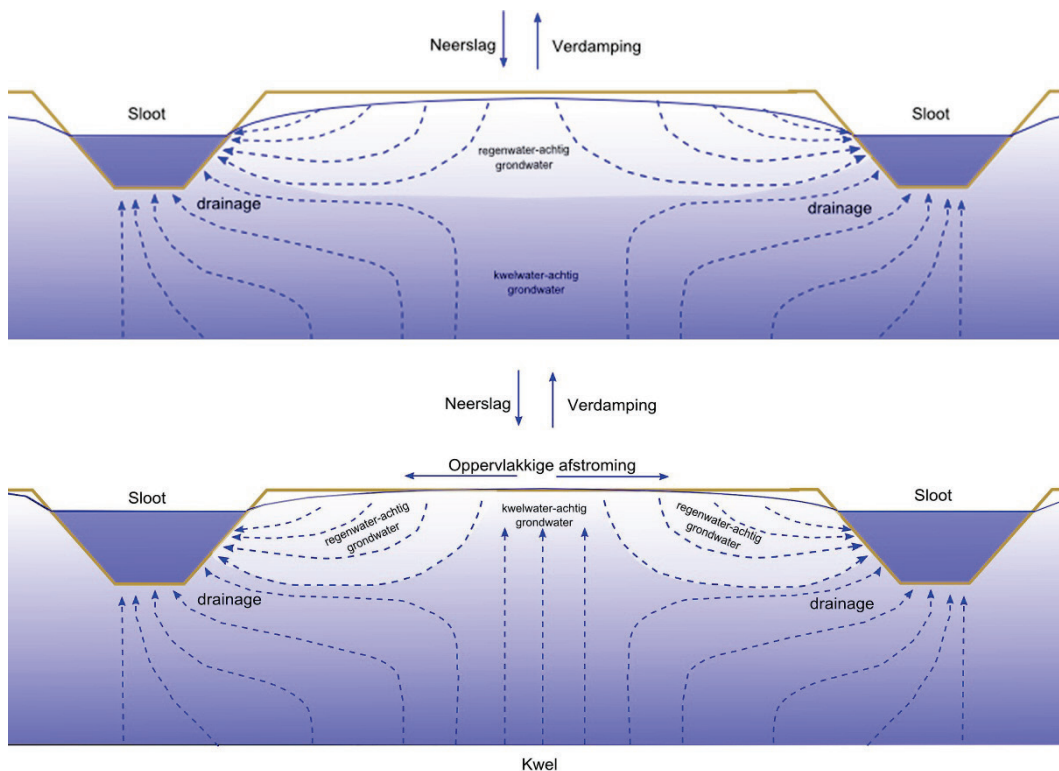 Neerslag
Verdamping
Sloot
Sloot
regenwater-achtig
grondwater
drainage
drainage
kwelwater-achtig
grondwater
Neerslag
Verdamping
Oppervlakkige afstroming
Sloot
Sloot
regenwater-achtig
grondwater
kwelwater-achtig
grondwater
regenwater-achtig
grondwater
drainage
drainage
Kwel